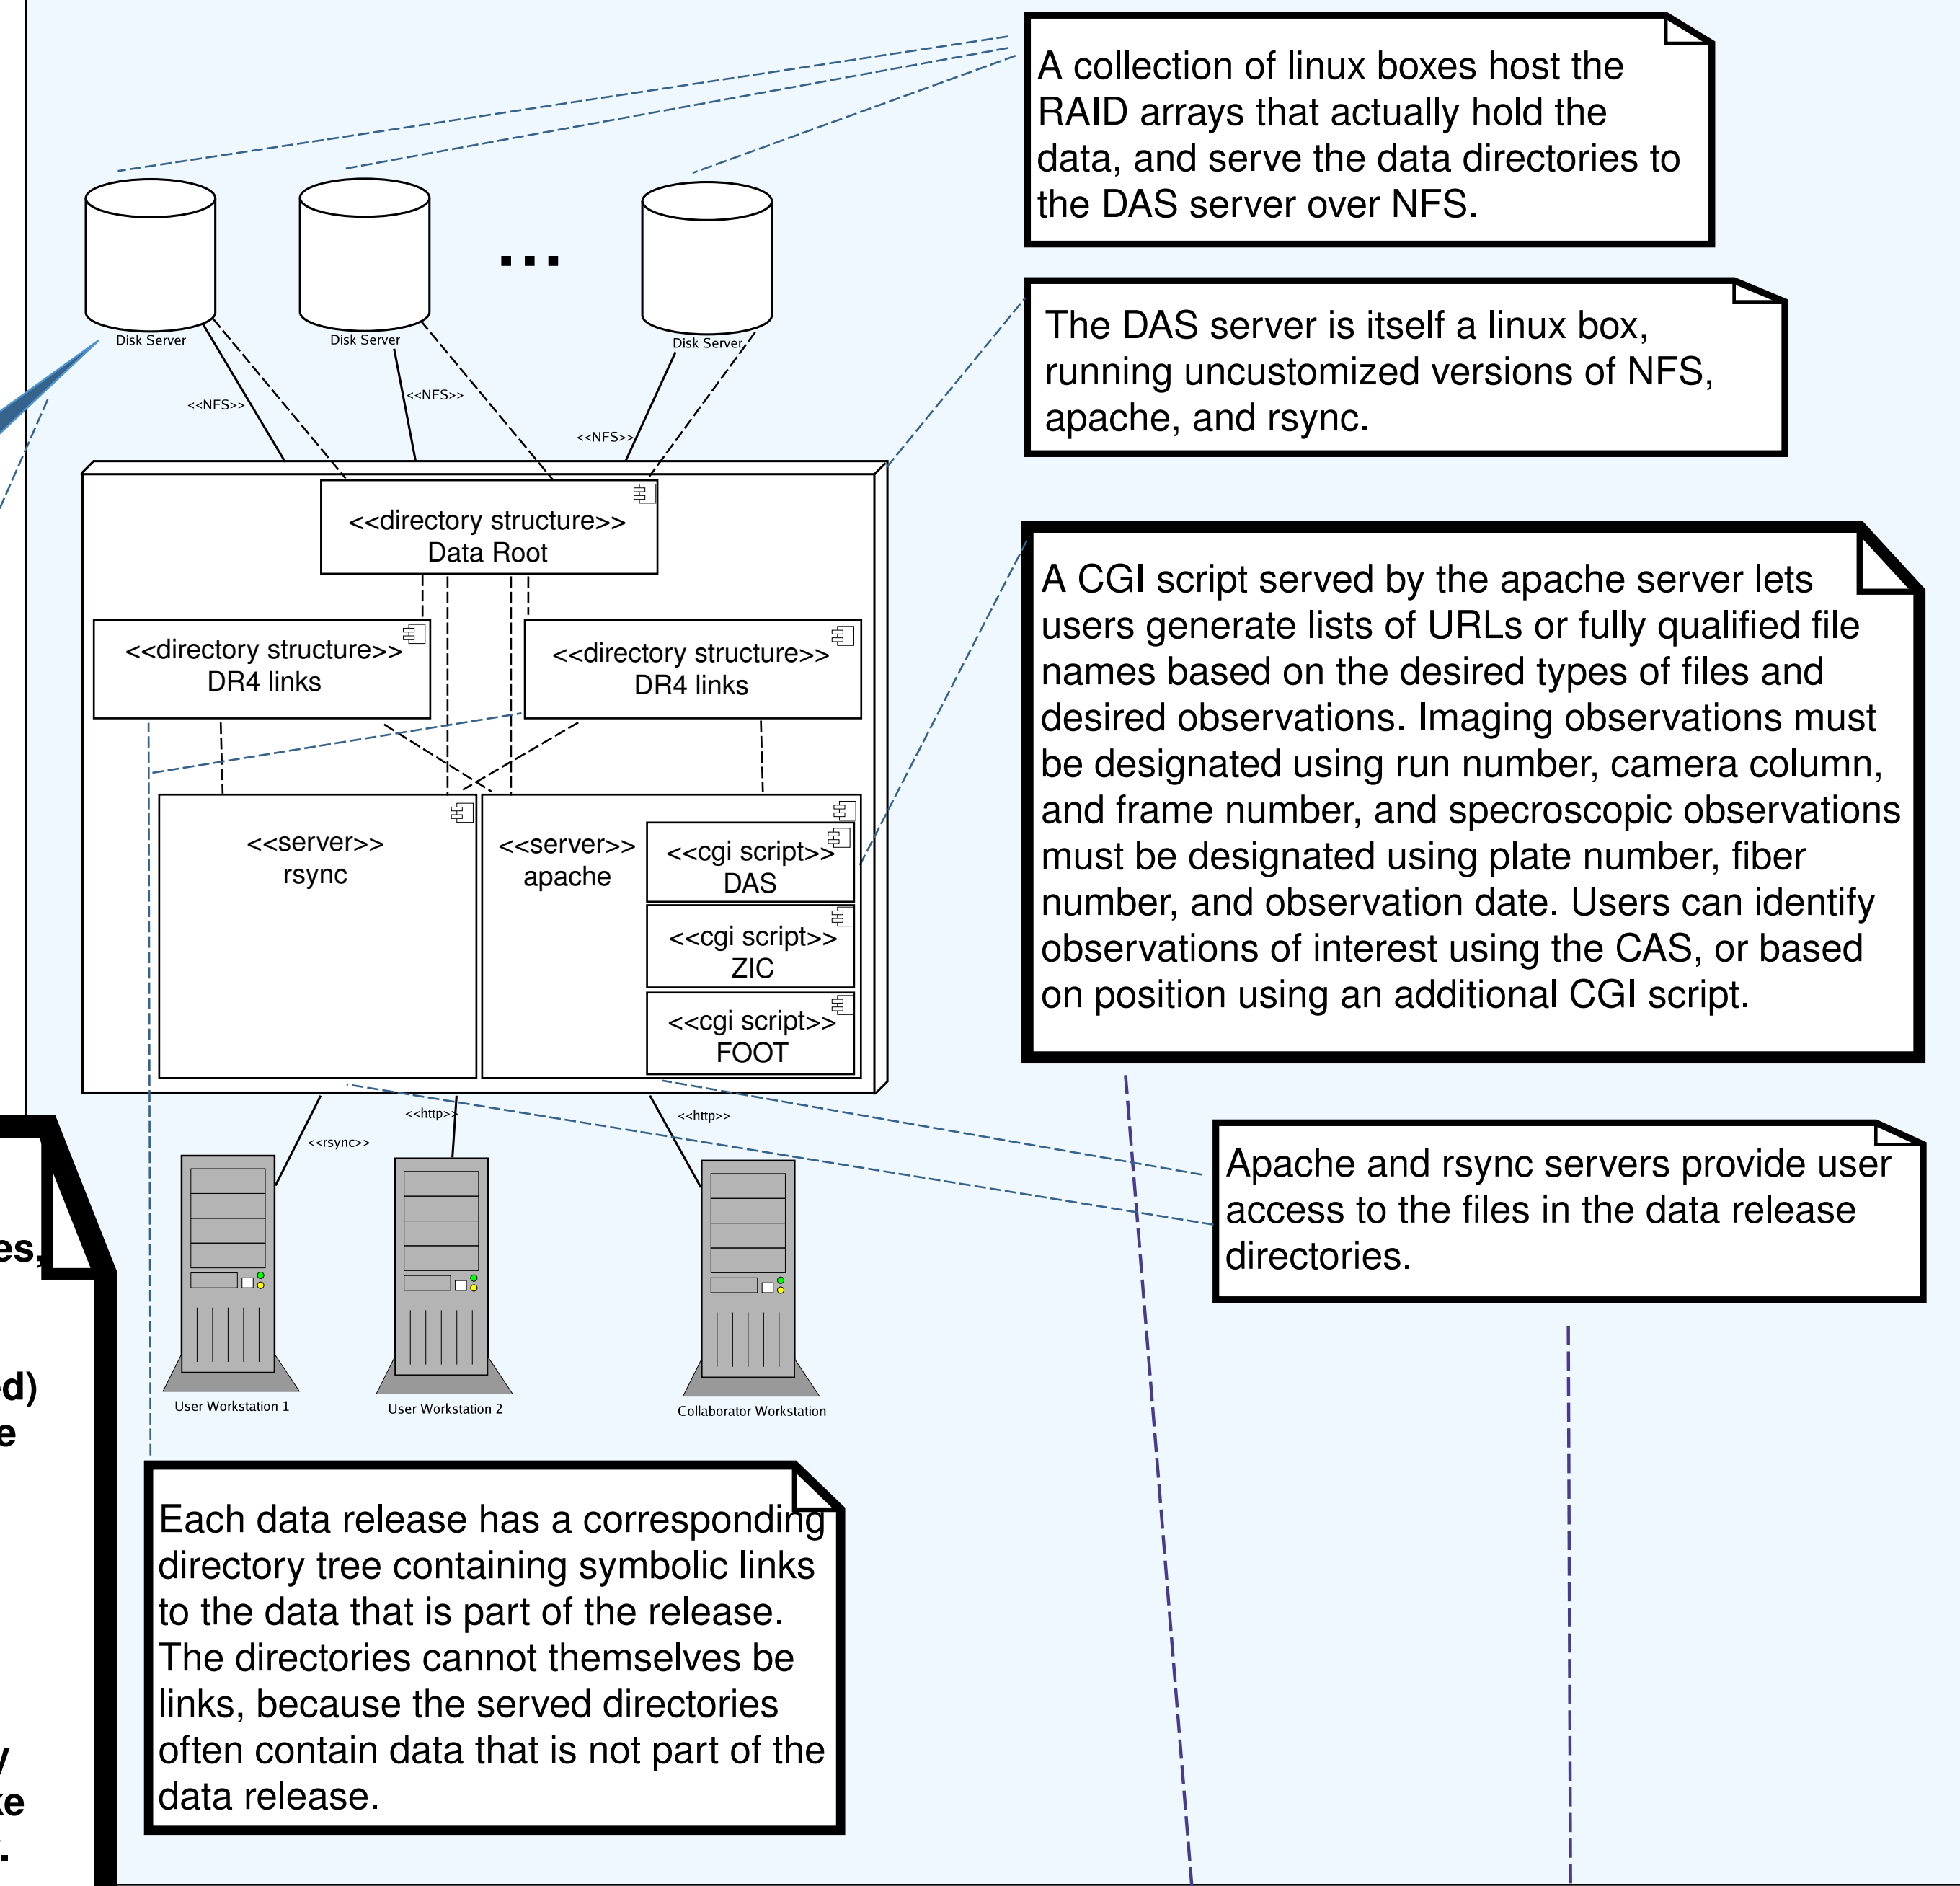 A collection of linux boxes host the
RAID arrays that actually hold the
data, and serve the data directories to
the DAS server over NFS.
Disk Server
Disk Server
...
Disk Server
<<NFS>>
<<NFS>>
<<NFS>>
The DAS server is itself a linux box,
running uncustomized versions of NFS,
apache, and rsync.
<<directory structure>>
Data Root
<<directory structure>>
DR4 links
<<directory structure>>
DR4 links
<<server>>
rsync
<<server>>
apache
<<cgi script>>
DAS
<<cgi script>>
ZIC
<<cgi script>>
FOOT
A CGI script served by the apache server lets
users generate lists of URLs or fully qualified file
names based on the desired types of files and
desired observations. Imaging observations must
be designated using run number, camera column,
and frame number, and specroscopic observations
must be designated using plate number, fiber
number, and observation date. Users can identify
observations of interest using the CAS, or based
on position using an additional CGI script.
<<rsync>>
<<http>>
<<http>>
User Workstation 1
User Workstation 2
Collaborator Workstation
Apache and rsync servers provide user
access to the files in the data release
directories.
Each data release has a corresponding
directory tree containing symbolic links
to the data that is part of the release.
The directories cannot themselves be
links, because the served directories
often contain data that is not part of the
data release.